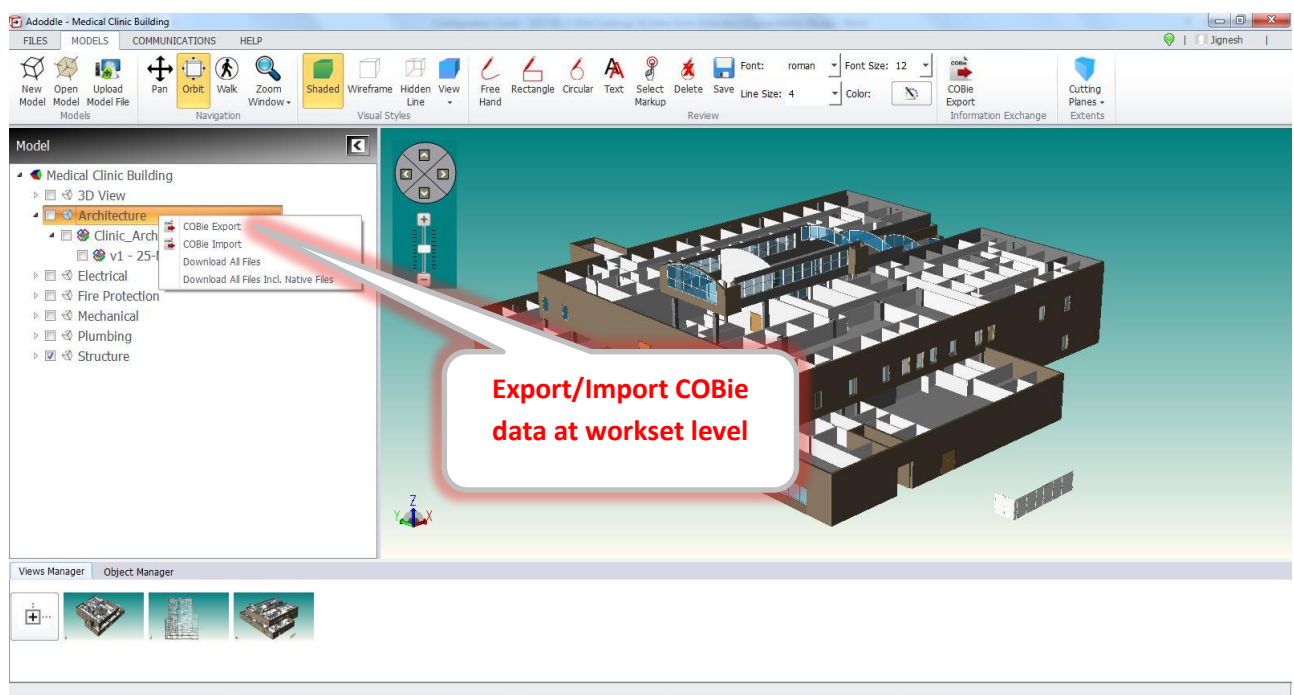 Adoddle - Medical Clinic Building
FILES MODELS COMMUNICATIONS HELP
| Jignesh |
New Model
Open Model
Upload Model File
Models
Pan
Orbit
Walk
Zoom Window
Navigation
Shaded
Wireframe
Hidden Line
View
Visual Styles
Free Hand
Rectangle
Circular
Text
Select Markup
Delete
Save
Font: roman
Font Size: 12
Line Size: 4
Color:
Review
COBie
COBie Export
Information Exchange
Cutting Planes
Extents
Model
Medical Clinic Building
3D View
Architecture
Clinic_Arch
v1 - 25-
Electrical
Fire Protection
Mechanical
Plumbing
Structure
COBie Export
COBie Import
Download All Files
Download All Files Incl. Native Files
Export/Import COBie
data at workset level
Z
Y X
Views Manager Object Manager